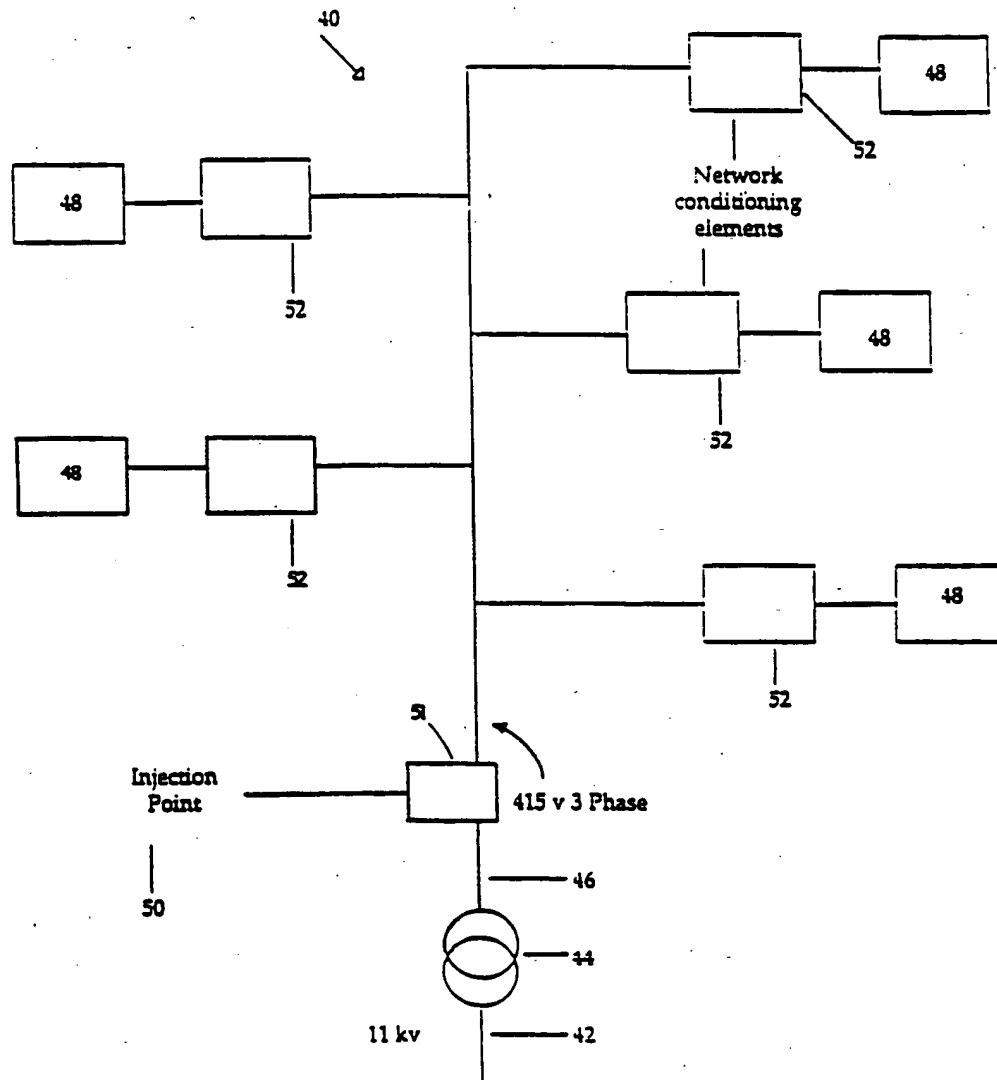 40
48
52
48
Network
conditioning
elements
52
48
52
48
52
48
52
51
Injection
Point
415 v 3 Phase
50
46
44
11 kv
42